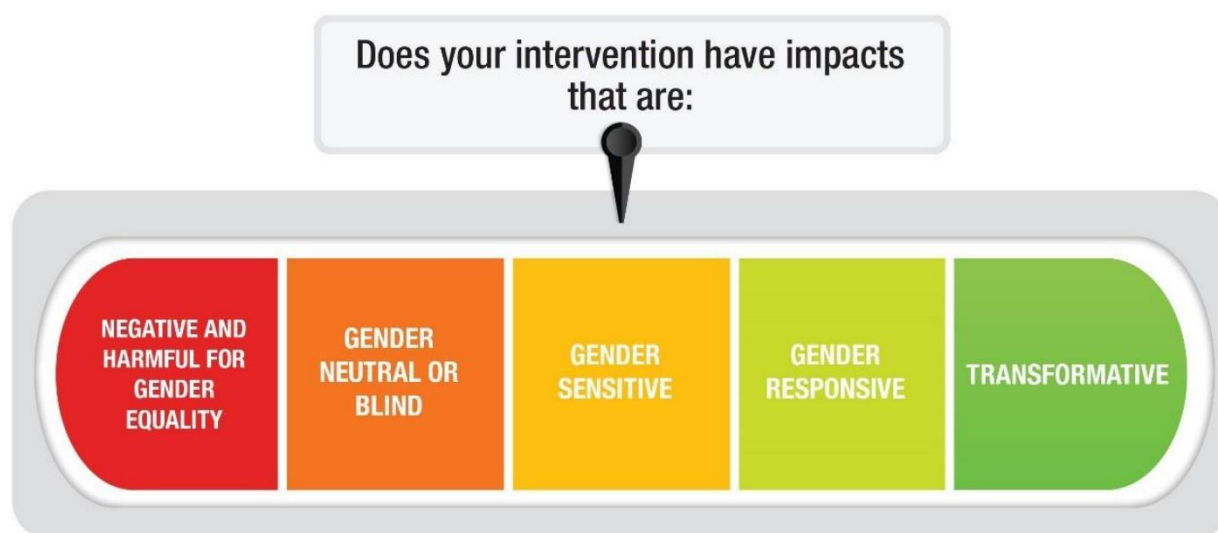 Does your intervention have impacts
that are:
NEGATIVE AND
HARMFUL FOR
GENDER
EQUALITY
GENDER
NEUTRAL OR
BLIND
GENDER
SENSITIVE
GENDER
RESPONSIVE
TRANSFORMATIVE